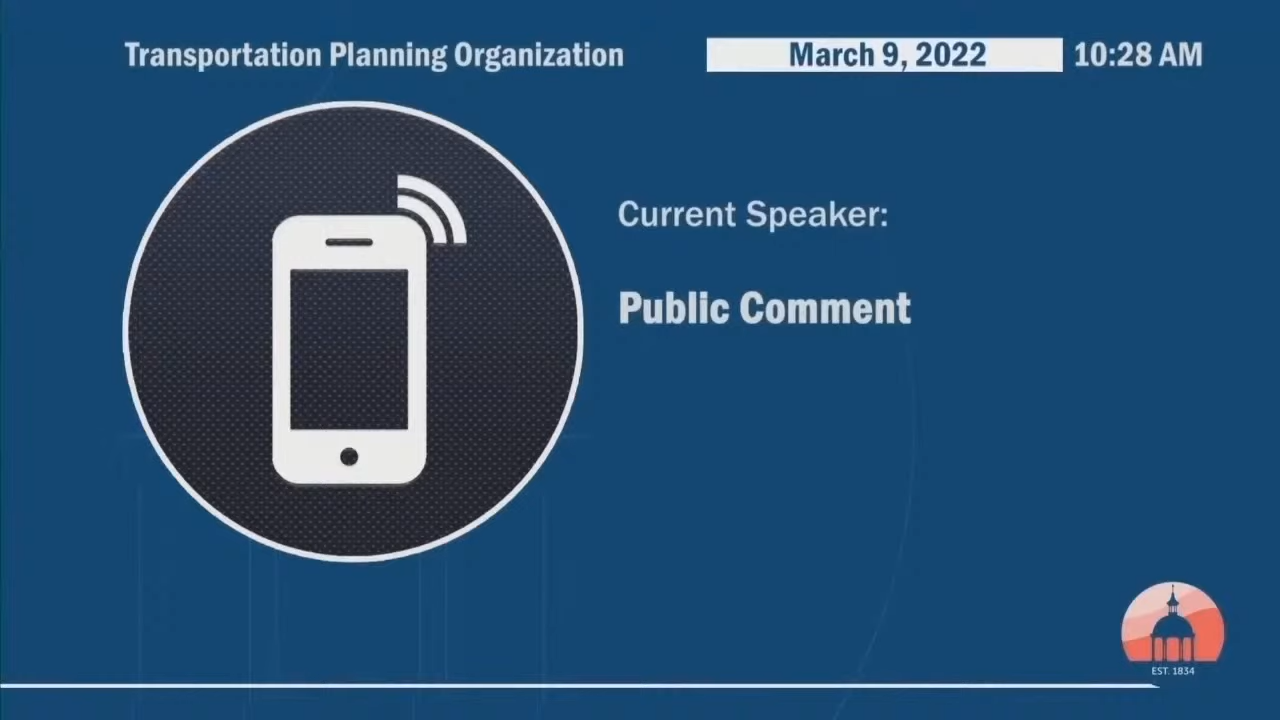 Transportation Planning Organization
March 9, 2022
10:28 AM
Current Speaker:
Public Comment
EST. 1834